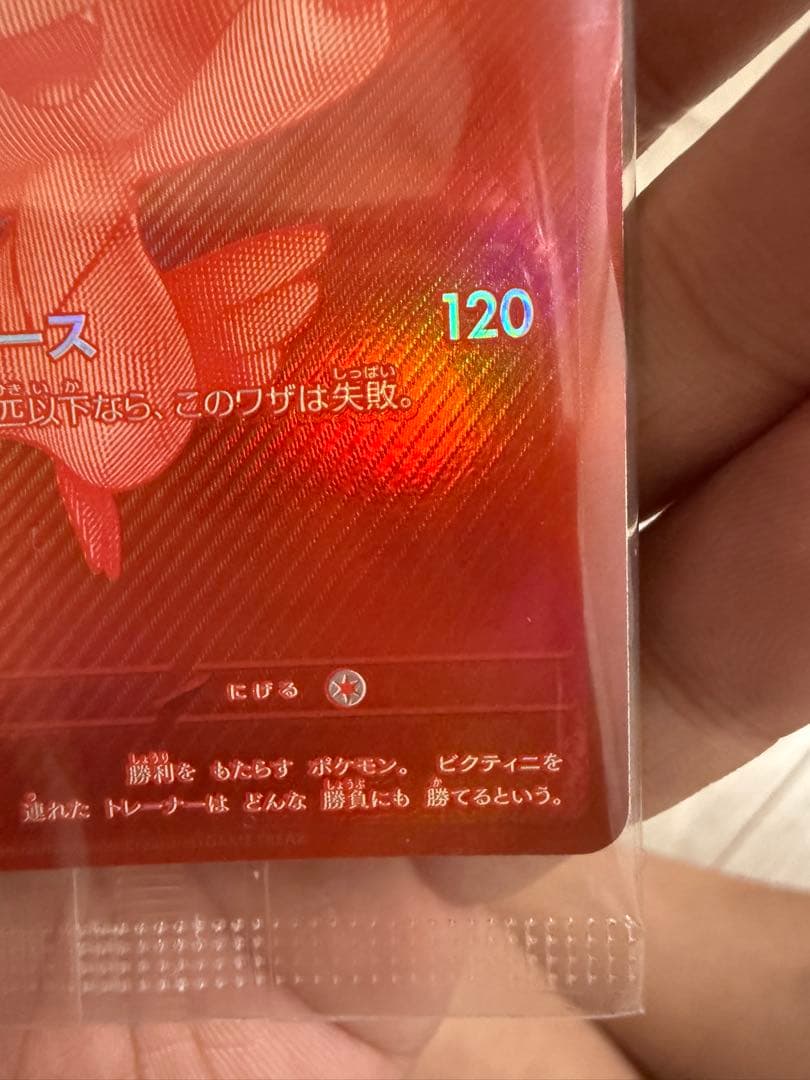 ース 120
以下なら、このワザは失敗。
にげる
勝利を もたらす ポケモン。 ビクティニを
連れた トレーナーは どんな 勝負にも 勝てるという。